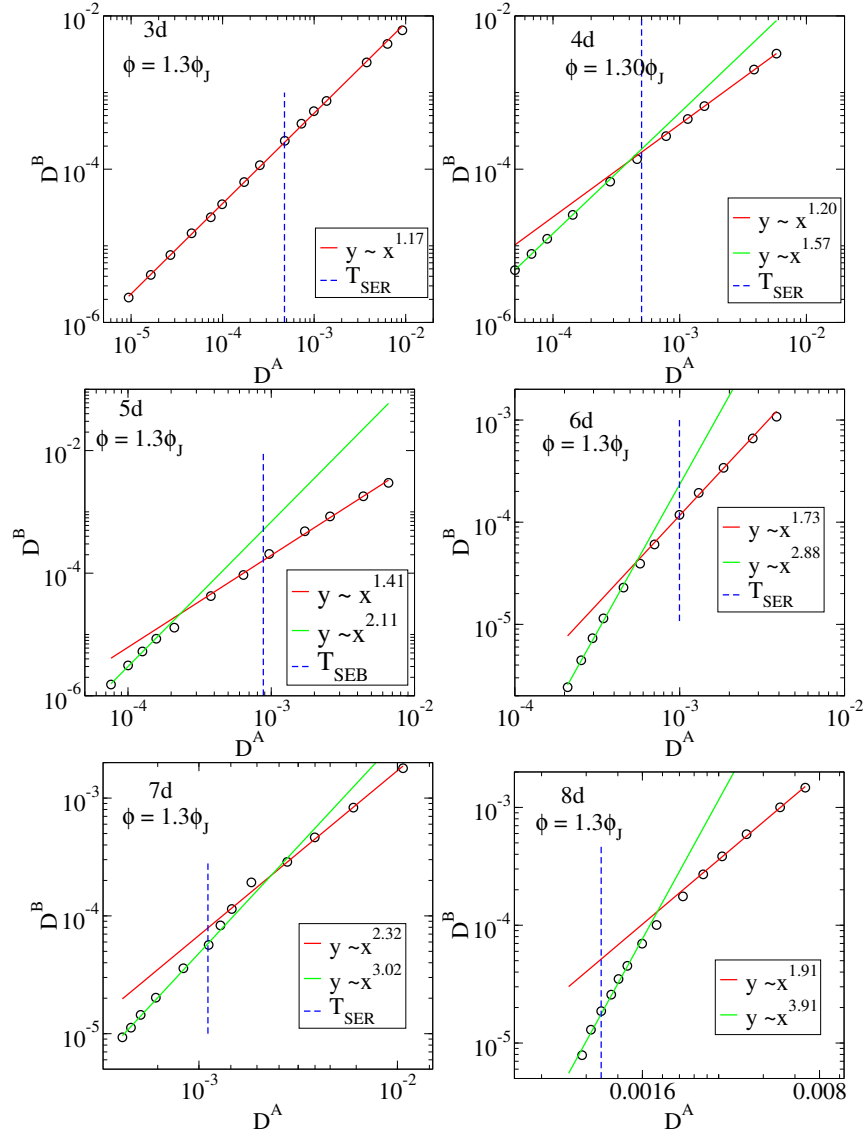 3d
ϕ = 1.3ϕ_J
10^-2
10^-4
10^-6
D^B
y ~ x^1.17
T_SER
10^-5
10^-4
10^-3
10^-2
D^A
4d
ϕ = 1.30ϕ_J
10^-2
10^-4
10^-6
D^B
y ~ x^1.20
y ~x^1.57
T_SER
10^-4
10^-3
10^-2
D^A
5d
ϕ = 1.3ϕ_J
10^-2
10^-4
10^-6
D^B
y ~ x^1.41
y ~x^2.11
T_SEB
10^-4
10^-3
10^-2
D^A
6d
ϕ = 1.3ϕ_J
10^-3
10^-4
10^-5
D^B
y ~x^1.73
y ~x^2.88
T_SER
10^-4
10^-3
10^-2
D^A
7d
ϕ = 1.3ϕ_J
10^-3
10^-4
10^-5
D^B
y ~x^2.32
y ~x^3.02
T_SER
10^-3
10^-2
D^A
8d
ϕ = 1.3ϕ_J
10^-3
10^-4
10^-5
D^B
y ~x^1.91
y ~x^3.91
0.0016
0.008
D^A